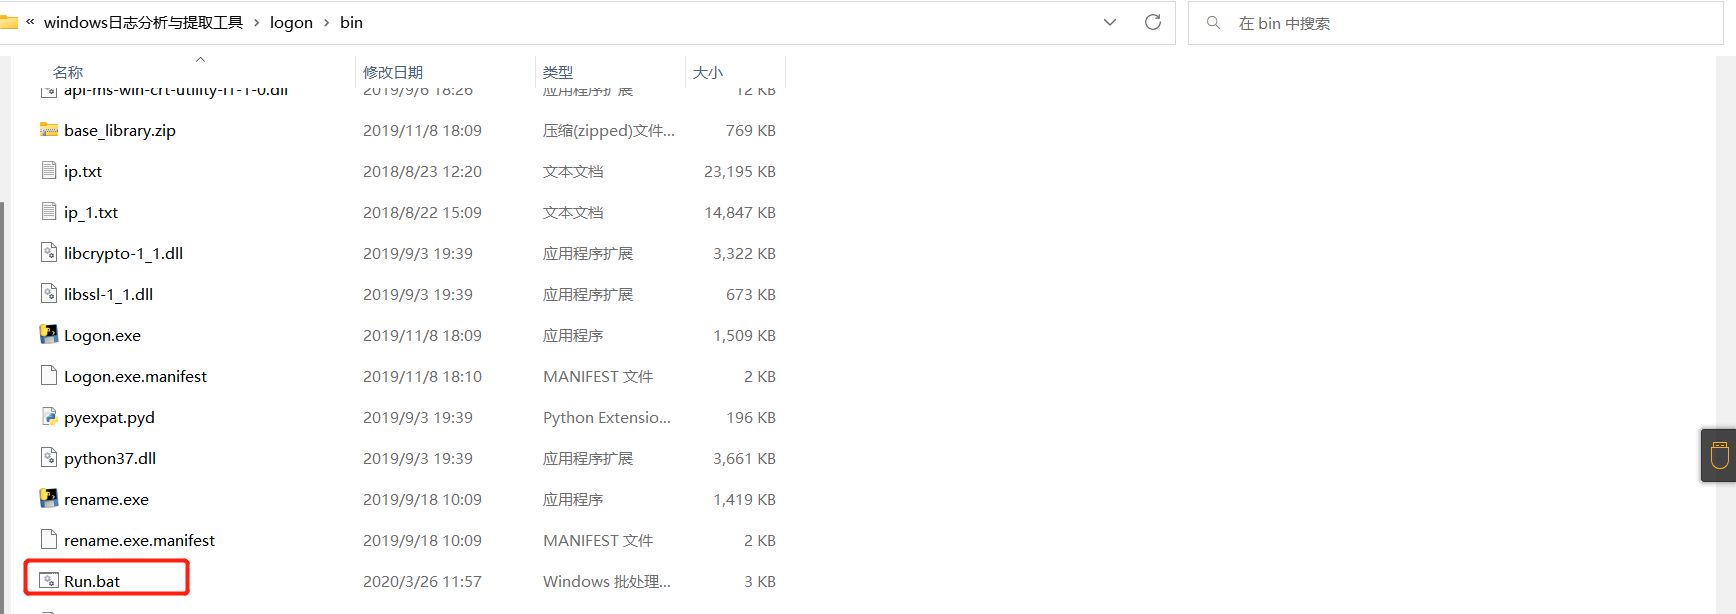 « windows日志分析与提取工具 › logon › bin
在 bin 中搜索
名称 修改日期 类型 大小
api-ms-win-crt-utility-l1-1-0.dll 2019/9/6 18:26 应用程序扩展 12 KB
base_library.zip 2019/11/8 18:09 压缩(zipped)文件... 769 KB
ip.txt 2018/8/23 12:20 文本文档 23,195 KB
ip_1.txt 2018/8/22 15:09 文本文档 14,847 KB
libcrypto-1_1.dll 2019/9/3 19:39 应用程序扩展 3,322 KB
libssl-1_1.dll 2019/9/3 19:39 应用程序扩展 673 KB
Logon.exe 2019/11/8 18:09 应用程序 1,509 KB
Logon.exe.manifest 2019/11/8 18:10 MANIFEST 文件 2 KB
pyexpat.pyd 2019/9/3 19:39 Python Extensio... 196 KB
python37.dll 2019/9/3 19:39 应用程序扩展 3,661 KB
rename.exe 2019/9/18 10:09 应用程序 1,419 KB
rename.exe.manifest 2019/9/18 10:09 MANIFEST 文件 2 KB
Run.bat 2020/3/26 11:57 Windows 批处理... 3 KB